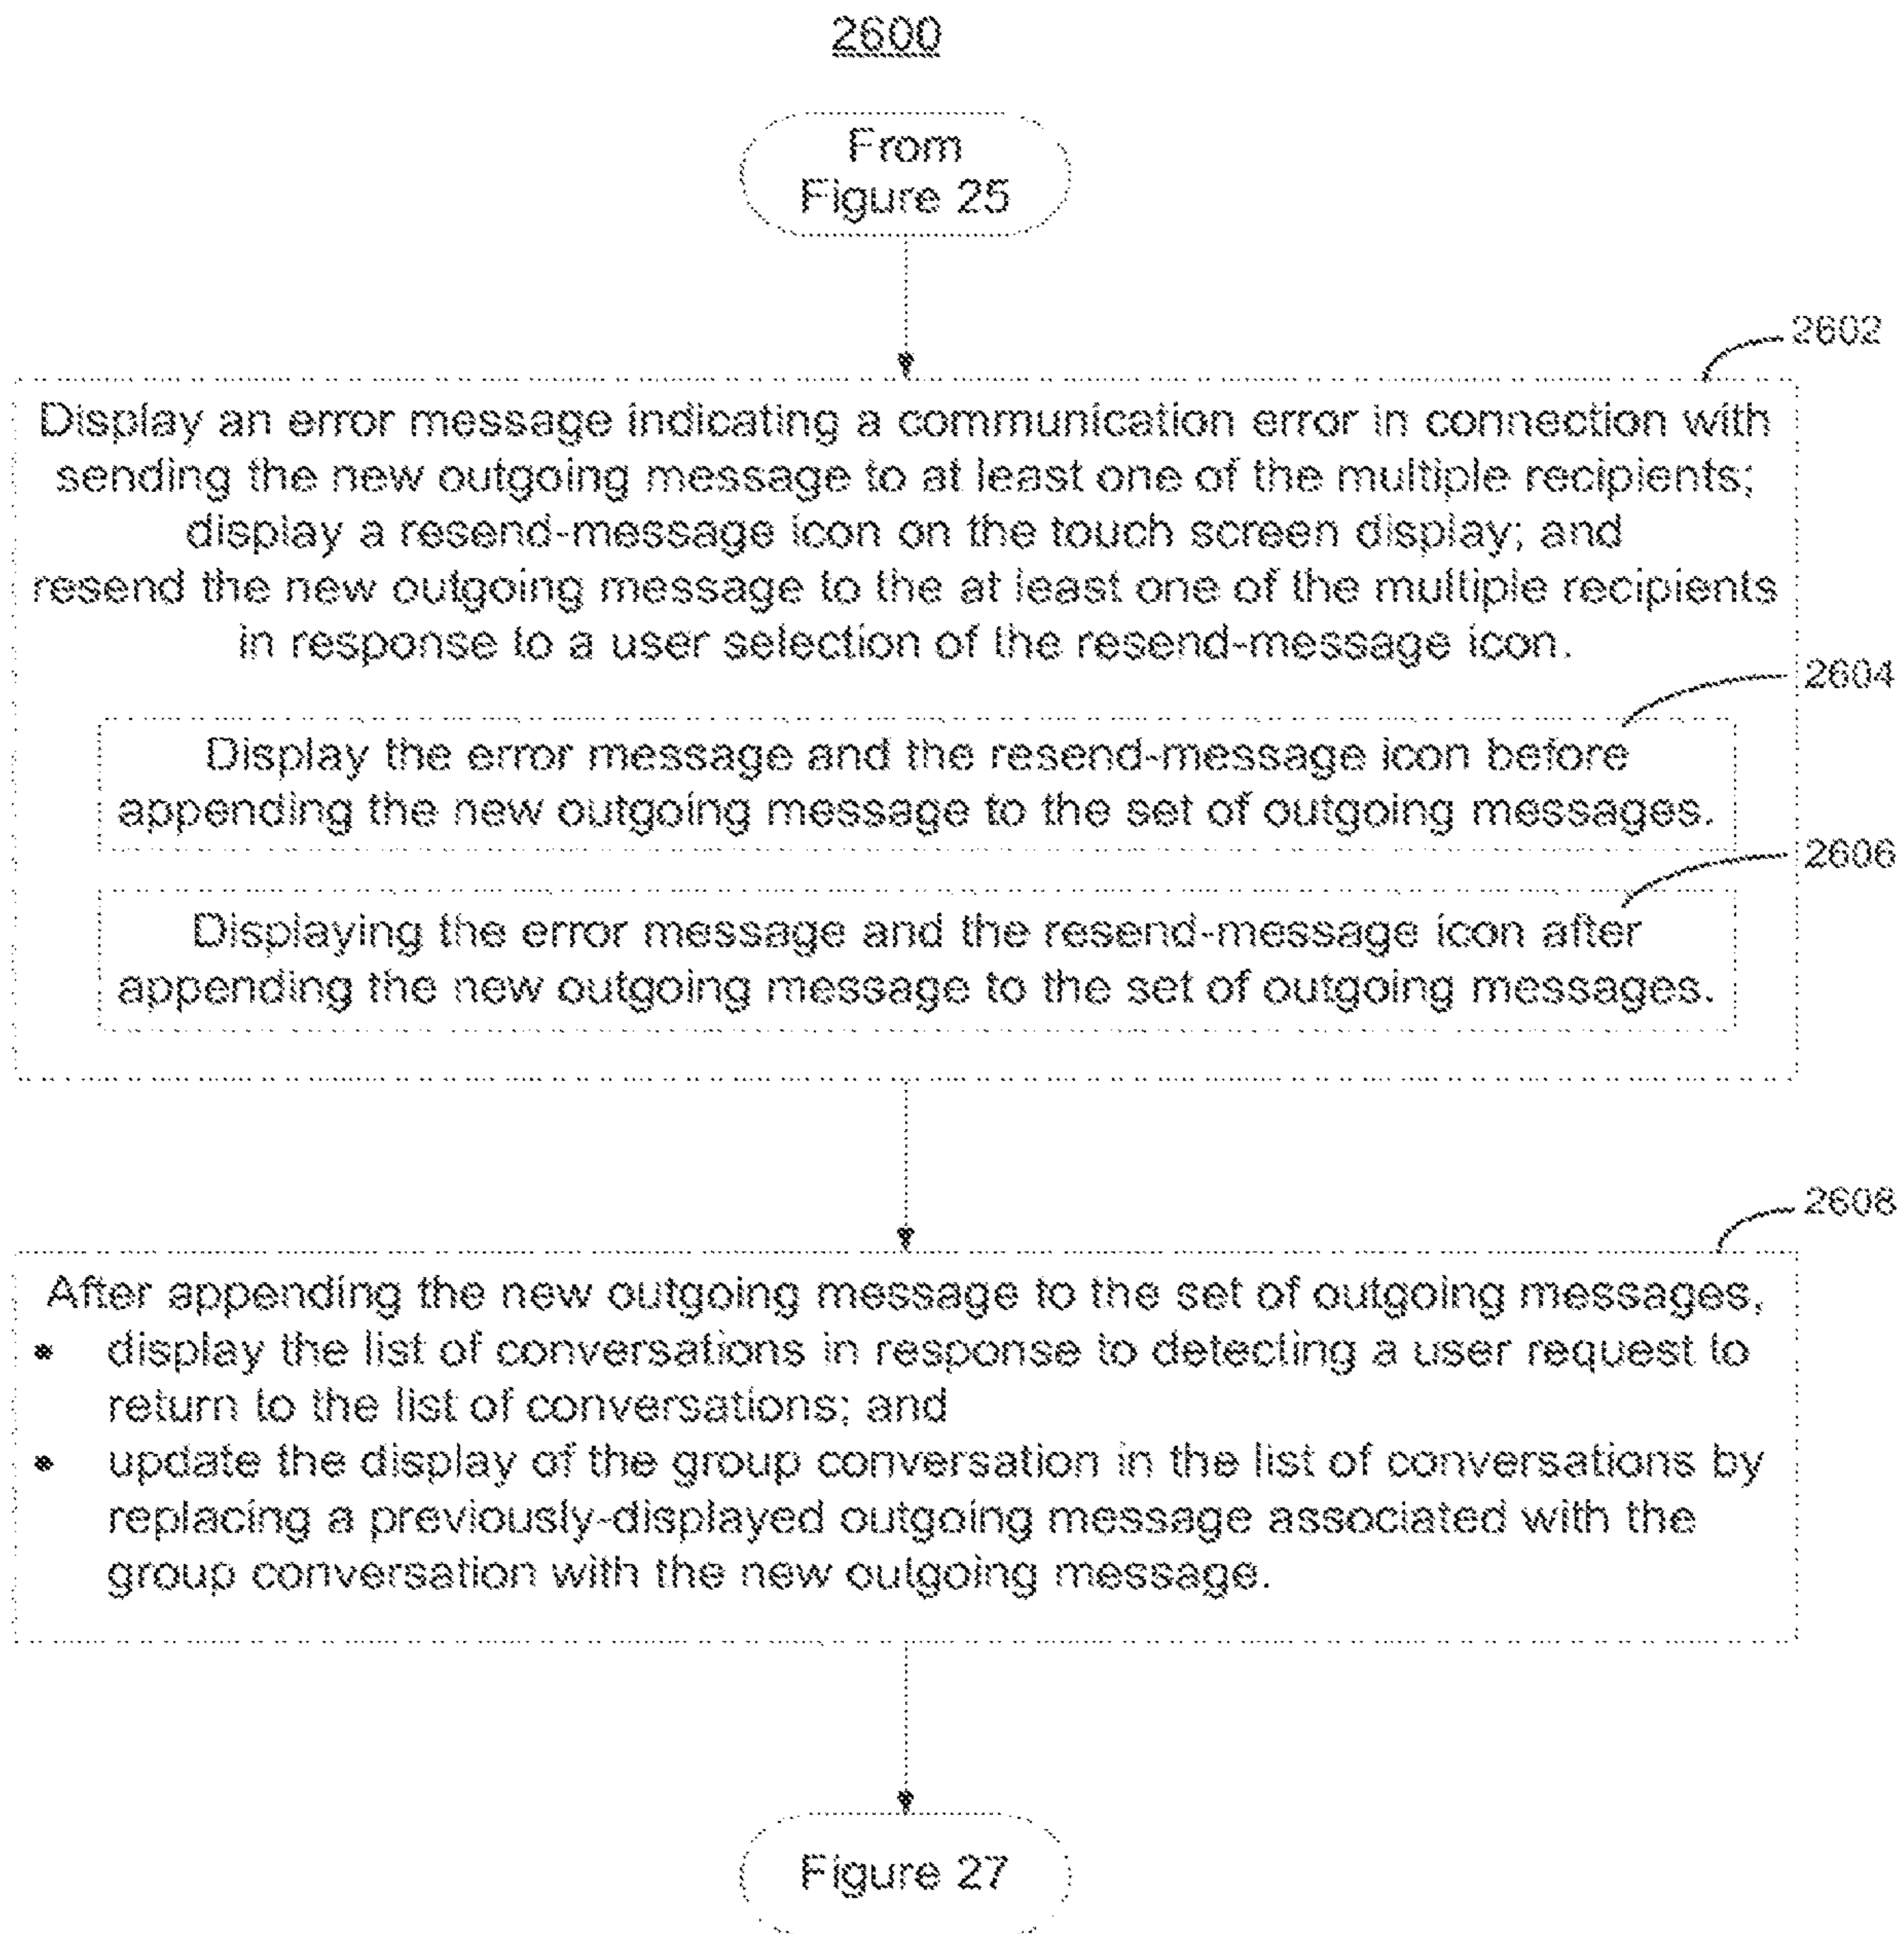 2600
From
Figure 25
2602
Display an error message indicating a communication error in connection with
sending the new outgoing message to at least one of the multiple recipients;
display a resend-message icon on the touch screen display; and
resend the new outgoing message to the at least one of the multiple recipients
in response to a user selection of the resend-message icon.
2604
Display the error message and the resend-message icon before
appending the new outgoing message to the set of outgoing messages.
2606
Displaying the error message and the resend-message icon after
appending the new outgoing message to the set of outgoing messages.
2608
After appending the new outgoing message to the set of outgoing messages,
• display the list of conversations in response to detecting a user request to
return to the list of conversations; and
• update the display of the group conversation in the list of conversations by
replacing a previously-displayed outgoing message associated with the
group conversation with the new outgoing message.
Figure 27